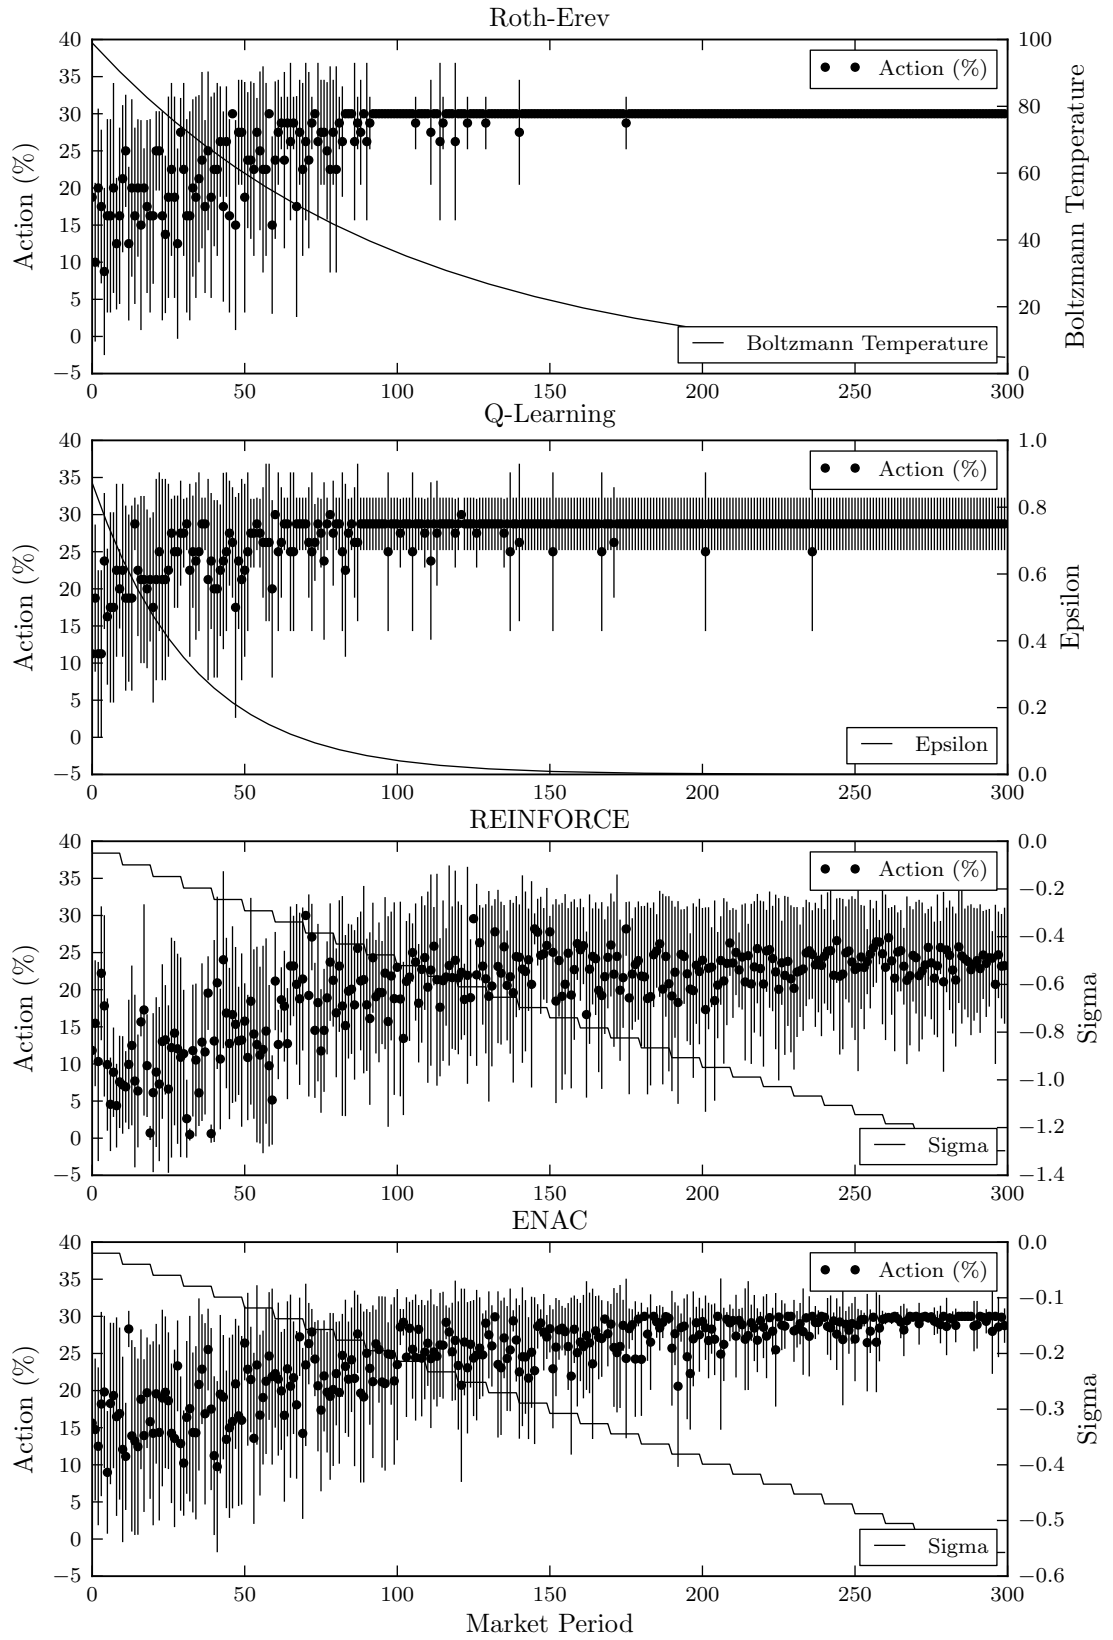 Roth-Erev
40
35
30
25
20
15
10
5
0
−5
Action (%)
Action (%)
100
80
60
40
20
0
Boltzmann Temperature
Boltzmann Temperature
0 50 100 150 200 250 300
Q-Learning
40
35
30
25
20
15
10
5
0
−5
Action (%)
Action (%)
1.0
0.8
0.6
0.4
0.2
0.0
Epsilon
Epsilon
0 50 100 150 200 250 300
REINFORCE
40
35
30
25
20
15
10
5
0
−5
Action (%)
Action (%)
0.0
−0.2
−0.4
−0.6
−0.8
−1.0
−1.2
−1.4
Sigma
Sigma
0 50 100 150 200 250 300
ENAC
40
35
30
25
20
15
10
5
0
−5
Action (%)
Action (%)
0.0
−0.1
−0.2
−0.3
−0.4
−0.5
−0.6
Sigma
Sigma
0 50 100 150 200 250 300
Market Period